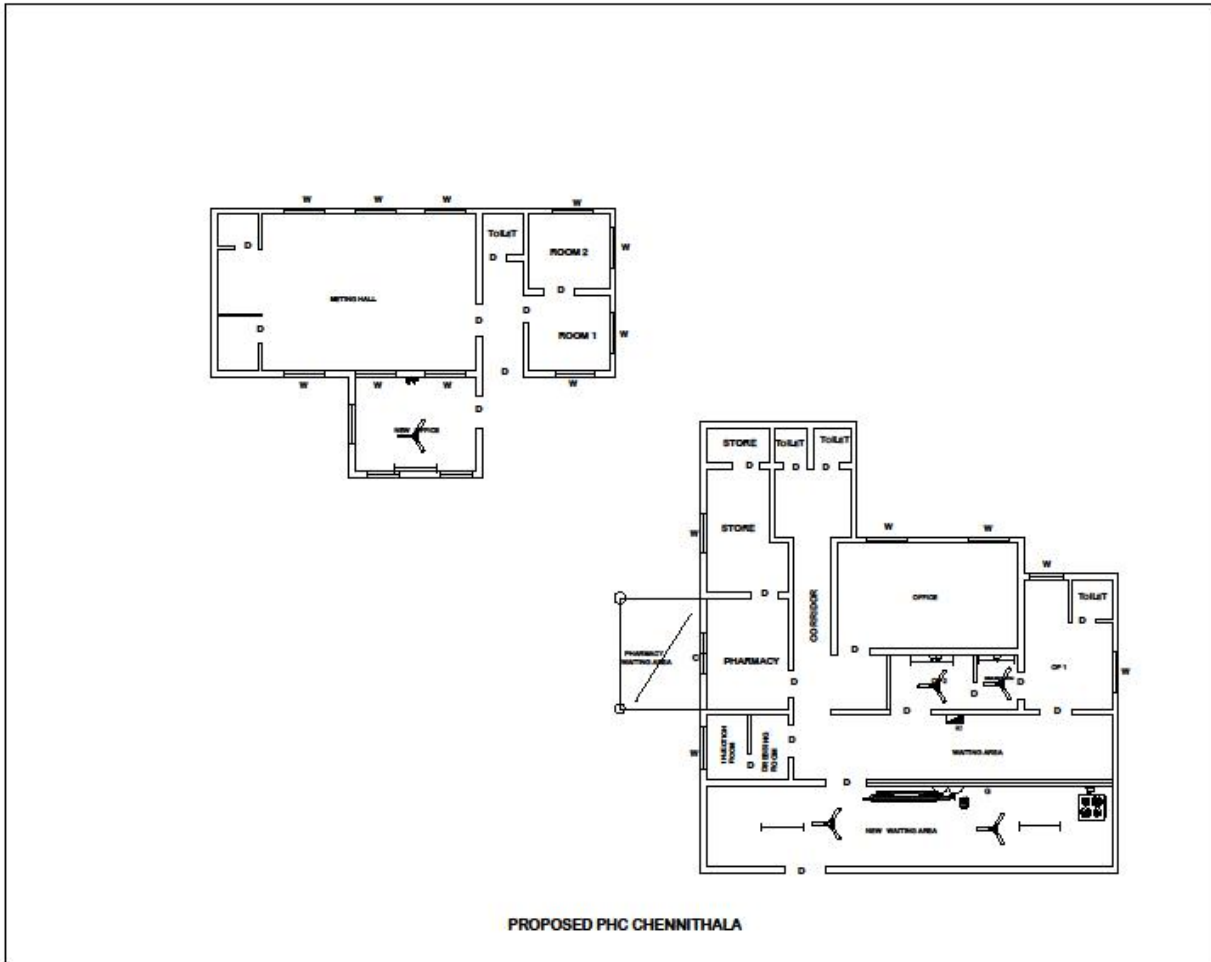 W
W
W
W
TOILET
D
D
ROOM 2
W
METING HALL
D
D
D
D
ROOM 1
W
D
W
W
W
W
D
NEW OFFICE
STORE
TOILET
TOILET
D
D
D
W
STORE
W
W
W
D
OFFICE
TOILET
CORRIDOR
D
PHARMACY
WAITING AREA
C
PHARMACY
D
D
D
D
OP 1
W
D
D
W
INJECTION
ROOM
D
DRESSING
ROOM
D
WAITING AREA
D
G
NEW WAITING AREA
D
PROPOSED PHC CHENNITHALA